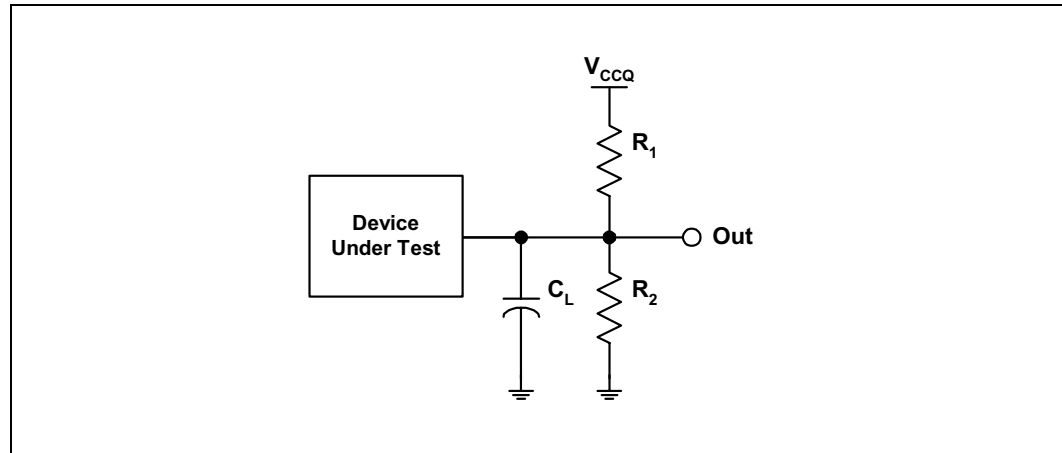 V_CCQ
R_1
Device
Under Test
Out
C_L
R_2